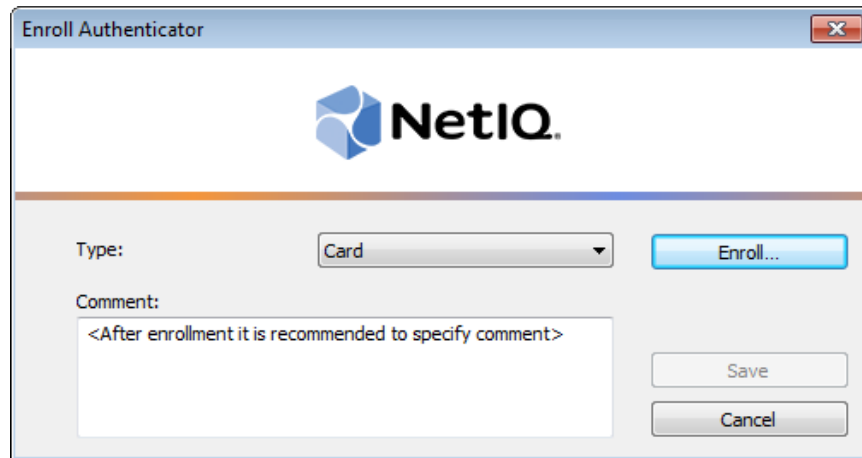 Enroll Authenticator
NetIQ.
Type:
Card
Enroll...
Comment:
<After enrollment it is recommended to specify comment>
Save
Cancel